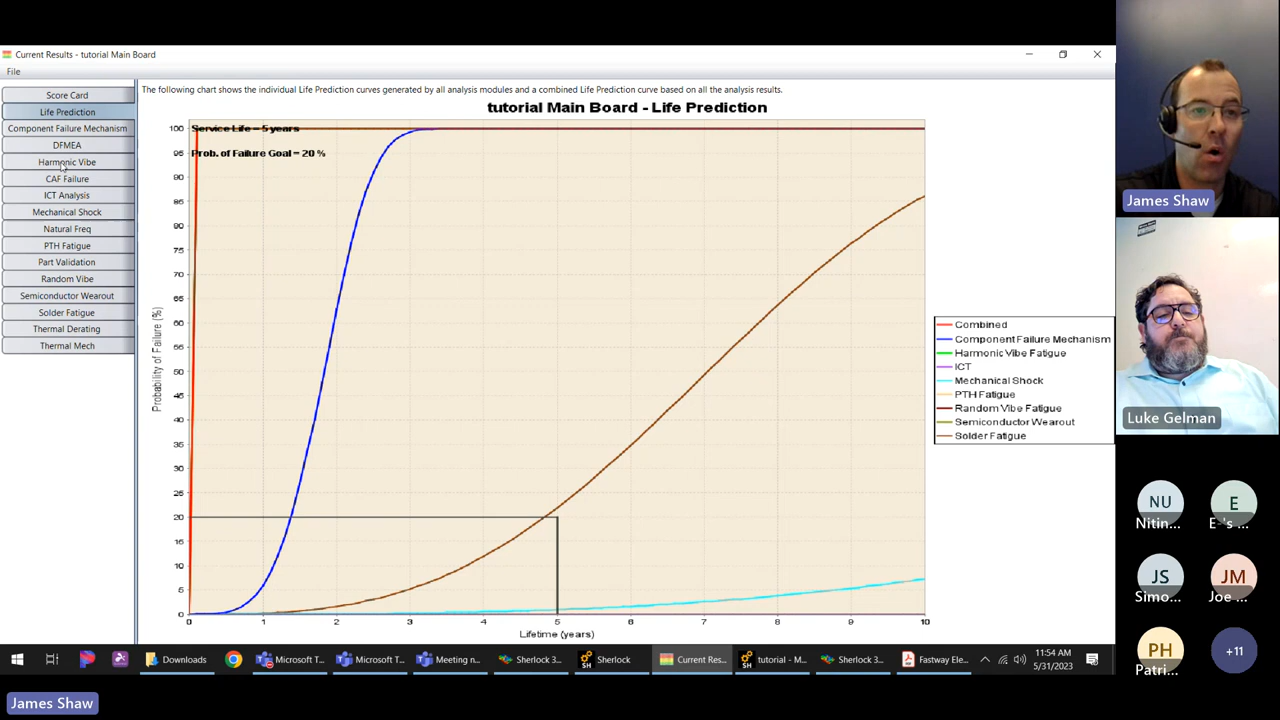 Current Results - tutorial Main Board
File
Score Card
Life Prediction
Component Failure Mechanism
DFMEA
Harmonic Vibe
CAF Failure
ICT Analysis
Mechanical Shock
Natural Freq
PTH Fatigue
Part Validation
Random Vibe
Semiconductor Wearout
Solder Fatigue
Thermal Derating
Thermal Mech
The following chart shows the individual Life Prediction curves generated by all analysis modules and a combined Life Prediction curve based on all the analysis results.
tutorial Main Board - Life Prediction
Service Life = 5 years
Prob. of Failure Goal = 20 %
Probability of Failure (%)
100
95
90
85
80
75
70
65
60
55
50
45
40
35
30
25
20
15
10
5
0
0 1 2 3 4 5 6 7 8 9 10
Lifetime (years)
Combined
Component Failure Mechanism
Harmonic Vibe Fatigue
ICT
Mechanical Shock
PTH Fatigue
Random Vibe Fatigue
Semiconductor Wearout
Solder Fatigue
James Shaw
Luke Gelman
NU
Nitin...
E
E-'s ...
JS
Simo...
JM
Joe ...
PH
Patri...
+11
Downloads
Microsoft T...
Microsoft T...
Meeting n...
Sherlock 3...
Sherlock
Current Res...
tutorial - M...
Sherlock 3...
Fastway Ele...
11:54 AM
5/31/2023
James Shaw